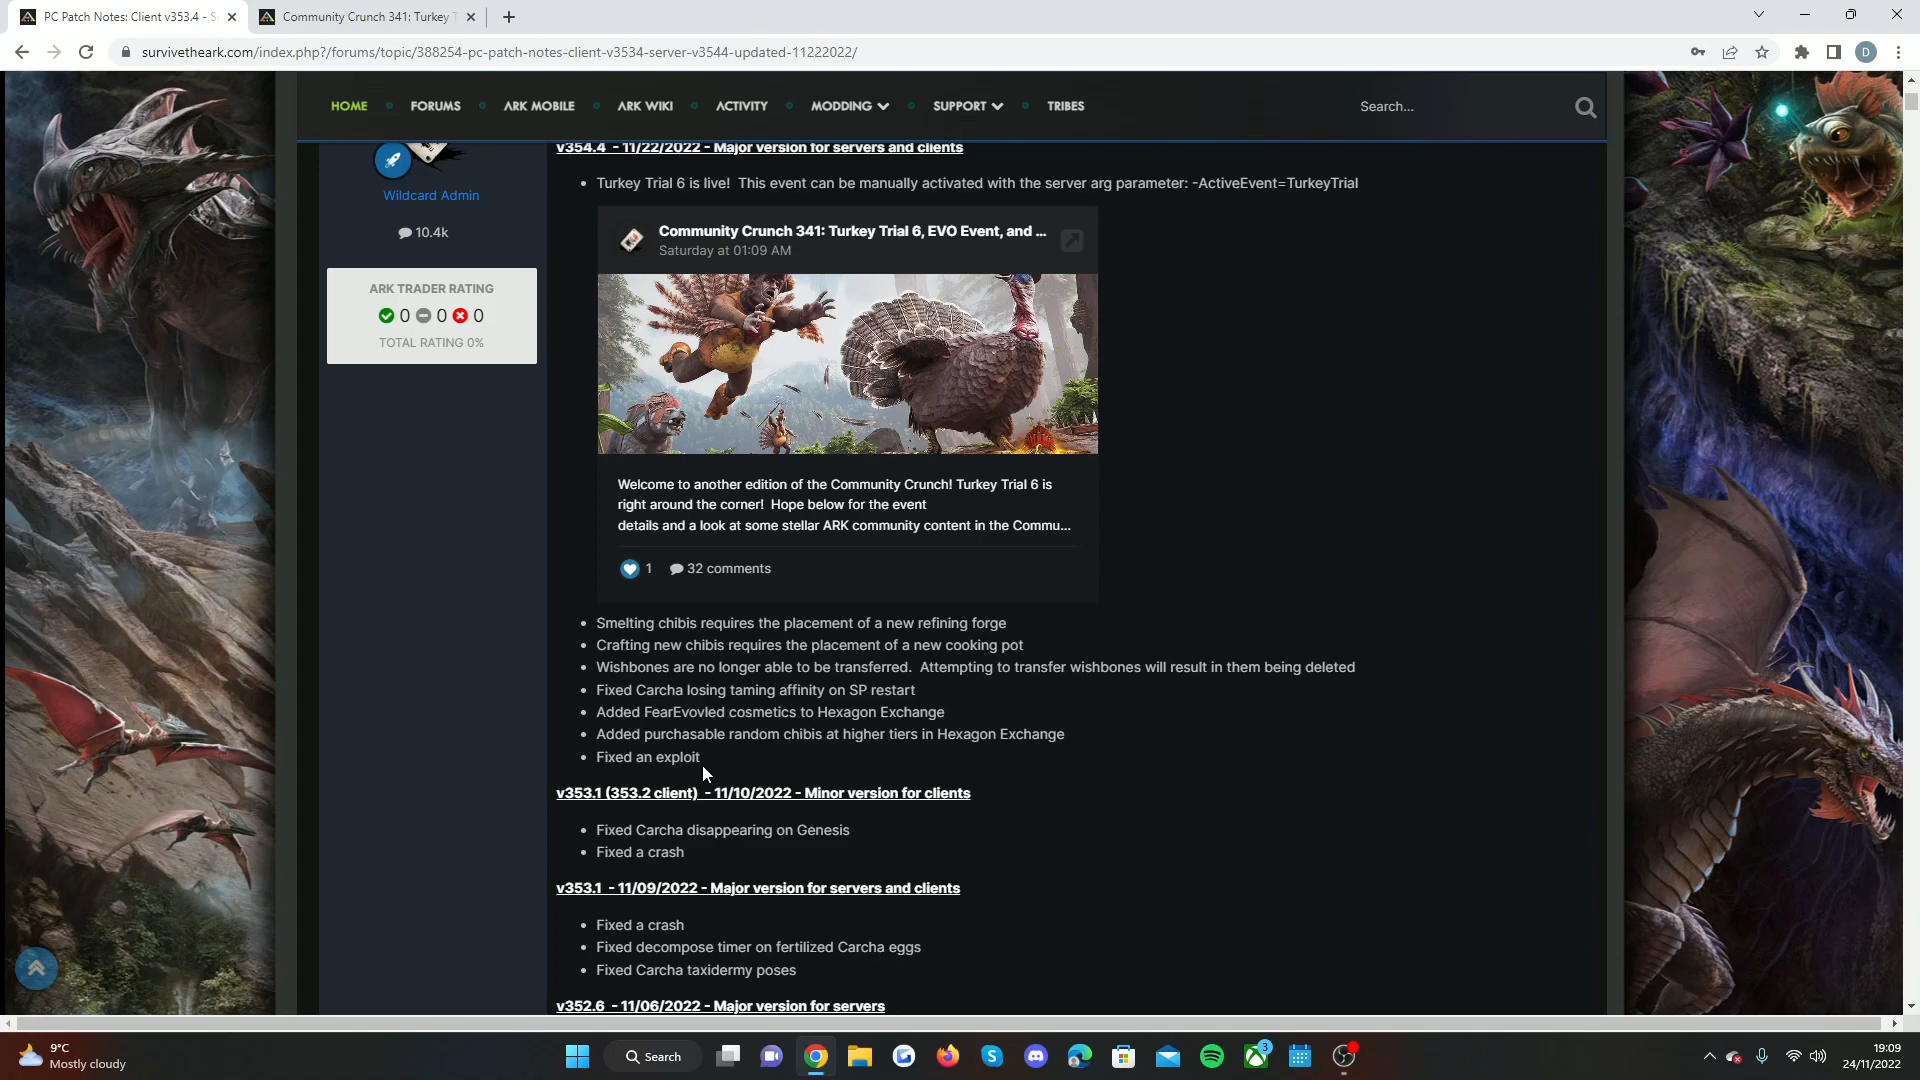 PC Patch Notes: Client v353.4 - S
Community Crunch 341: Turkey T
survivetheark.com/index.php?/forums/topic/388254-pc-patch-notes-client-v3534-server-v3544-updated-11222022/
D
HOME FORUMS ARK MOBILE ARK WIKI ACTIVITY MODDING SUPPORT TRIBES Search...
v354.4 - 11/22/2022 - Major version for servers and clients
Wildcard Admin
10.4k
ARK TRADER RATING
0 0 0
TOTAL RATING 0%
• Turkey Trial 6 is live! This event can be manually activated with the server arg parameter: -ActiveEvent=TurkeyTrial
Community Crunch 341: Turkey Trial 6, EVO Event, and ...
Saturday at 01:09 AM
Welcome to another edition of the Community Crunch! Turkey Trial 6 is
right around the corner! Hope below for the event
details and a look at some stellar ARK community content in the Commu...
1 32 comments
• Smelting chibis requires the placement of a new refining forge
• Crafting new chibis requires the placement of a new cooking pot
• Wishbones are no longer able to be transferred. Attempting to transfer wishbones will result in them being deleted
• Fixed Carcha losing taming affinity on SP restart
• Added FearEvovled cosmetics to Hexagon Exchange
• Added purchasable random chibis at higher tiers in Hexagon Exchange
• Fixed an exploit
v353.1 (353.2 client) - 11/10/2022 - Minor version for clients
• Fixed Carcha disappearing on Genesis
• Fixed a crash
v353.1 - 11/09/2022 - Major version for servers and clients
• Fixed a crash
• Fixed decompose timer on fertilized Carcha eggs
• Fixed Carcha taxidermy poses
v352.6 - 11/06/2022 - Major version for servers
9°C
Mostly cloudy
Search
3
19:09
24/11/2022